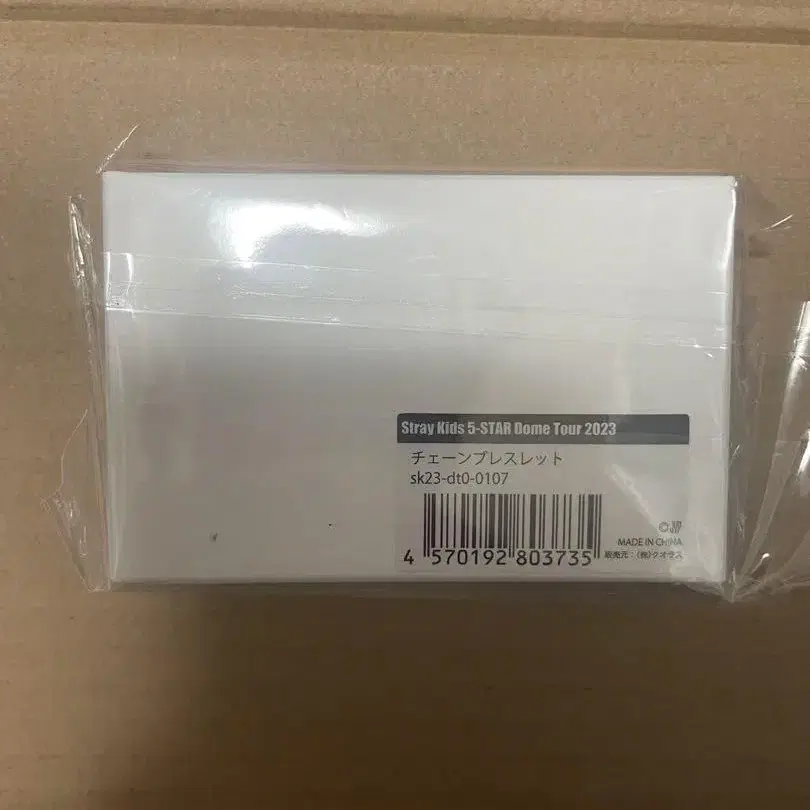 Stray Kids 5-STAR Dome Tour 2023
チェーンブレスレット
sk23-dt0-0107
©JYP
MADE IN CHINA
4 570192 803735
販売元:(株)クオラス